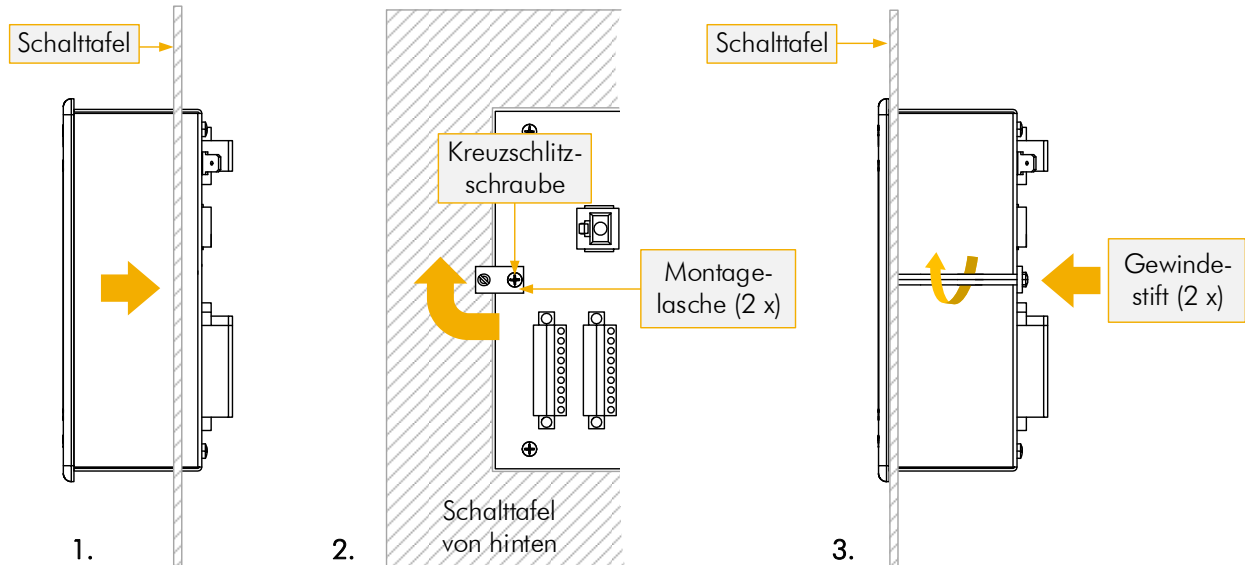 Schalttafel
1.
Kreuzschlitz-
schraube
Montage-
lasche (2 x)
Schalttafel
von hinten
2.
Schalttafel
Gewinde-
stift (2 x)
3.